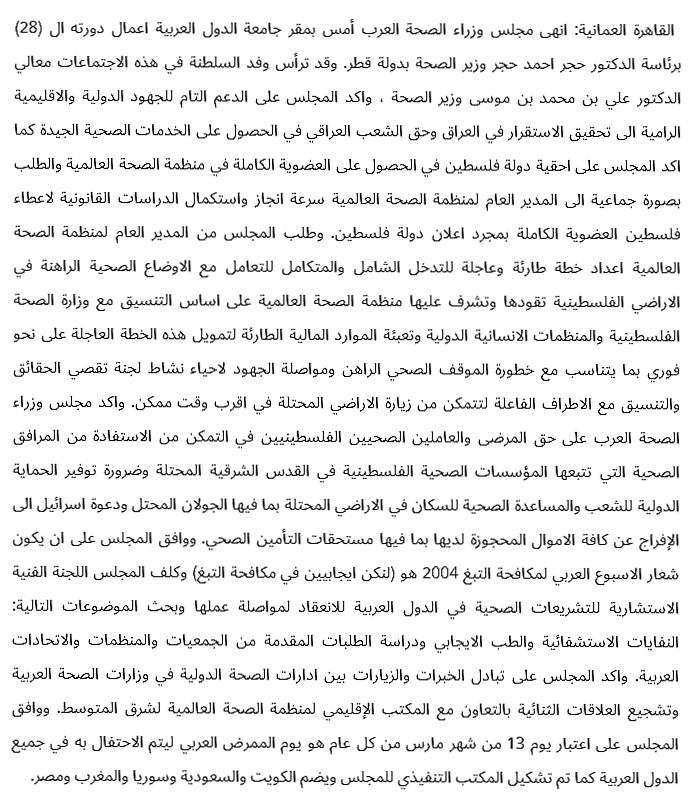 القاهرة العمانية: انهى مجلس وزراء الصحة العرب أمس بمقر جامعة الدول العربية اعمال دورته ال (28)
برئاسة الدكتور حجر احمد حجر وزير الصحة بدولة قطر. وقد ترأس وفد السلطنة في هذه الاجتماعات معالي
الدكتور علي بن محمد بن موسى وزير الصحة ، واكد المجلس على الدعم التام للجهود الدولية والاقليمية
الرامية الى تحقيق الاستقرار في العراق وحق الشعب العراقي في الحصول على الخدمات الصحية الجيدة كما
اكد المجلس على احقية دولة فلسطين في الحصول على العضوية الكاملة في منظمة الصحة العالمية والطلب
بصورة جماعية الى المدير العام لمنظمة الصحة العالمية سرعة انجاز واستكمال الدراسات القانونية لاعطاء
فلسطين العضوية الكاملة بمجرد اعلان دولة فلسطين. وطلب المجلس من المدير العام لمنظمة الصحة
العالمية اعداد خطة طارئة وعاجلة للتدخل الشامل والمتكامل للتعامل مع الاوضاع الصحية الراهنة في
الاراضي الفلسطينية تقودها وتشرف عليها منظمة الصحة العالمية على اساس التنسيق مع وزارة الصحة
الفلسطينية والمنظمات الانسانية الدولية وتعبئة الموارد المالية الطارئة لتمويل هذه الخطة العاجلة على نحو
فوري بما يتناسب مع خطورة الموقف الصحي الراهن ومواصلة الجهود لاحياء نشاط لجنة تقصي الحقائق
والتنسيق مع الاطراف الفاعلة لتتمكن من زيارة الاراضي المحتلة في اقرب وقت ممكن. واكد مجلس وزراء
الصحة العرب على حق المرضى والعاملين الصحيين الفلسطينيين في التمكن من الاستفادة من المرافق
الصحية التي تتبعها المؤسسات الصحية الفلسطينية في القدس الشرقية المحتلة وضرورة توفير الحماية
الدولية للشعب والمساعدة الصحية للسكان في الاراضي المحتلة بما فيها الجولان المحتل ودعوة اسرائيل الى
الإفراج عن كافة الاموال المحجوزة لديها بما فيها مستحقات التأمين الصحي. ووافق المجلس على ان يكون
شعار الاسبوع العربي لمكافحة التبغ 2004 هو (لنكن ايجابيين في مكافحة التبغ) وكلف المجلس اللجنة الفنية
الاستشارية للتشريعات الصحية في الدول العربية للانعقاد لمواصلة عملها وبحث الموضوعات التالية:
النفايات الاستشفائية والطب الايجابي ودراسة الطلبات المقدمة من الجمعيات والمنظمات والاتحادات
العربية. واكد المجلس على تبادل الخبرات والزيارات بين ادارات الصحة الدولية في وزارات الصحة العربية
وتشجيع العلاقات الثنائية بالتعاون مع المكتب الإقليمي لمنظمة الصحة العالمية لشرق المتوسط. ووافق
المجلس على اعتبار يوم 13 من شهر مارس من كل عام هو يوم الممرض العربي ليتم الاحتفال به في جميع
الدول العربية كما تم تشكيل المكتب التنفيذي للمجلس ويضم الكويت والسعودية وسوريا والمغرب ومصر.